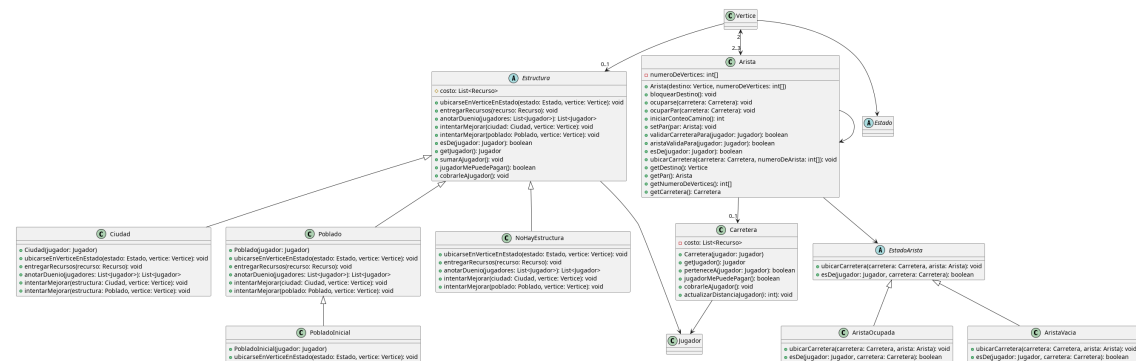 Vertice
2
2..3
0..1
Estructura
costo: List<Recurso>
ubicarseEnVerticeEnEstado(estado: Estado, vertice: Vertice): void
entregarRecursos(recurso: Recurso): void
anotarDuenio(jugadores: List<Jugador>): List<Jugador>
intentarMejorar(ciudad: Ciudad, vertice: Vertice): void
intentarMejorar(poblado: Poblado, vertice: Vertice): void
esDe(jugador: Jugador): boolean
getJugador(): Jugador
sumarAJugador(): void
jugadorMePuedePagar(): boolean
cobrarleAJugador(): void
Arista
numeroDeVertices: int[]
Arista(destino: Vertice, numeroDeVertices: int[])
bloquearDestino(): void
ocuparse(carretera: Carretera): void
ocuparPar(carretera: Carretera): void
iniciarConteoCamino(): int
setPar(par: Arista): void
validarCarreteraPara(jugador: Jugador): boolean
aristaValidaPara(jugador: Jugador): boolean
esDe(jugador: Jugador): boolean
ubicarCarretera(carretera: Carretera, numeroDeArista: int[]): void
getDestino(): Vertice
getPar(): Arista
getNumeroDeVertices(): int[]
getCarretera(): Carretera
Estado
Ciudad
Ciudad(jugador: Jugador)
ubicarseEnVerticeEnEstado(estado: Estado, vertice: Vertice): void
entregarRecursos(recurso: Recurso): void
anotarDuenio(jugadores: List<Jugador>): List<Jugador>
intentarMejorar(estructura: Ciudad, vertice: Vertice): void
intentarMejorar(estructura: Poblado, vertice: Vertice): void
Poblado
Poblado(jugador: Jugador)
ubicarseEnVerticeEnEstado(estado: Estado, vertice: Vertice): void
entregarRecursos(recurso: Recurso): void
anotarDuenio(jugadores: List<Jugador>): List<Jugador>
intentarMejorar(ciudad: Ciudad, vertice: Vertice): void
intentarMejorar(poblado: Poblado, vertice: Vertice): void
NoHayEstructura
ubicarseEnVerticeEnEstado(estado: Estado, vertice: Vertice): void
entregarRecursos(recurso: Recurso): void
anotarDuenio(jugadores: List<Jugador>): List<Jugador>
intentarMejorar(ciudad: Ciudad, vertice: Vertice): void
intentarMejorar(poblado: Poblado, vertice: Vertice): void
0..1
Carretera
costo: List<Recurso>
Carretera(jugador: Jugador)
getJugador(): Jugador
perteneceA(jugador: Jugador): boolean
jugadorMePuedePagar(): boolean
cobrarleAJugador(): void
actualizarDistanciaJugador(r: int): void
EstadoArista
ubicarCarretera(carretera: Carretera, arista: Arista): void
esDe(jugador: Jugador, carretera: Carretera): boolean
PobladoInicial
PobladoInicial(jugador: Jugador)
ubicarseEnVerticeEnEstado(estado: Estado, vertice: Vertice): void
Jugador
AristaOcupada
ubicarCarretera(carretera: Carretera, arista: Arista): void
esDe(jugador: Jugador, carretera: Carretera): boolean
AristaVacia
ubicarCarretera(carretera: Carretera, arista: Arista): void
esDe(jugador: Jugador, carretera: Carretera): boolean